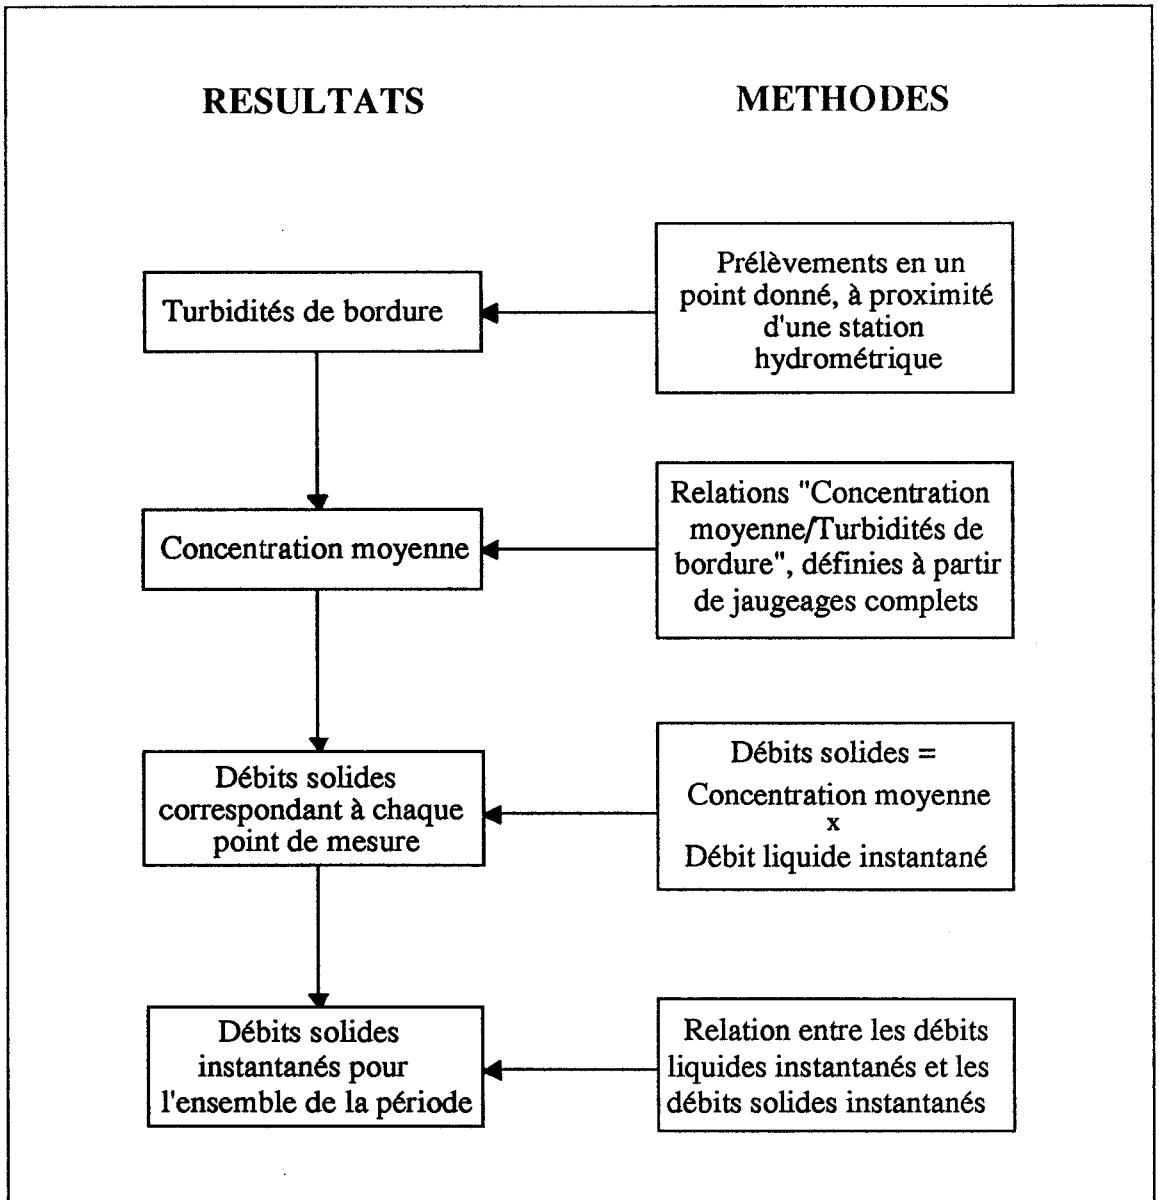 RESULTATS
METHODES
Prélèvements en un
point donné, à proximité
d'une station
hydrométrique
Turbidités de bordure
Relations "Concentration
moyenne/Turbidités de
bordure", définies à partir
de jaugeages complets
Concentration moyenne
Débits solides =
Concentration moyenne
x
Débit liquide instantané
Débits solides
correspondant à chaque
point de mesure
Relation entre les débits
liquides instantanés et les
débits solides instantanés
Débits solides
instantanés pour
l'ensemble de la période